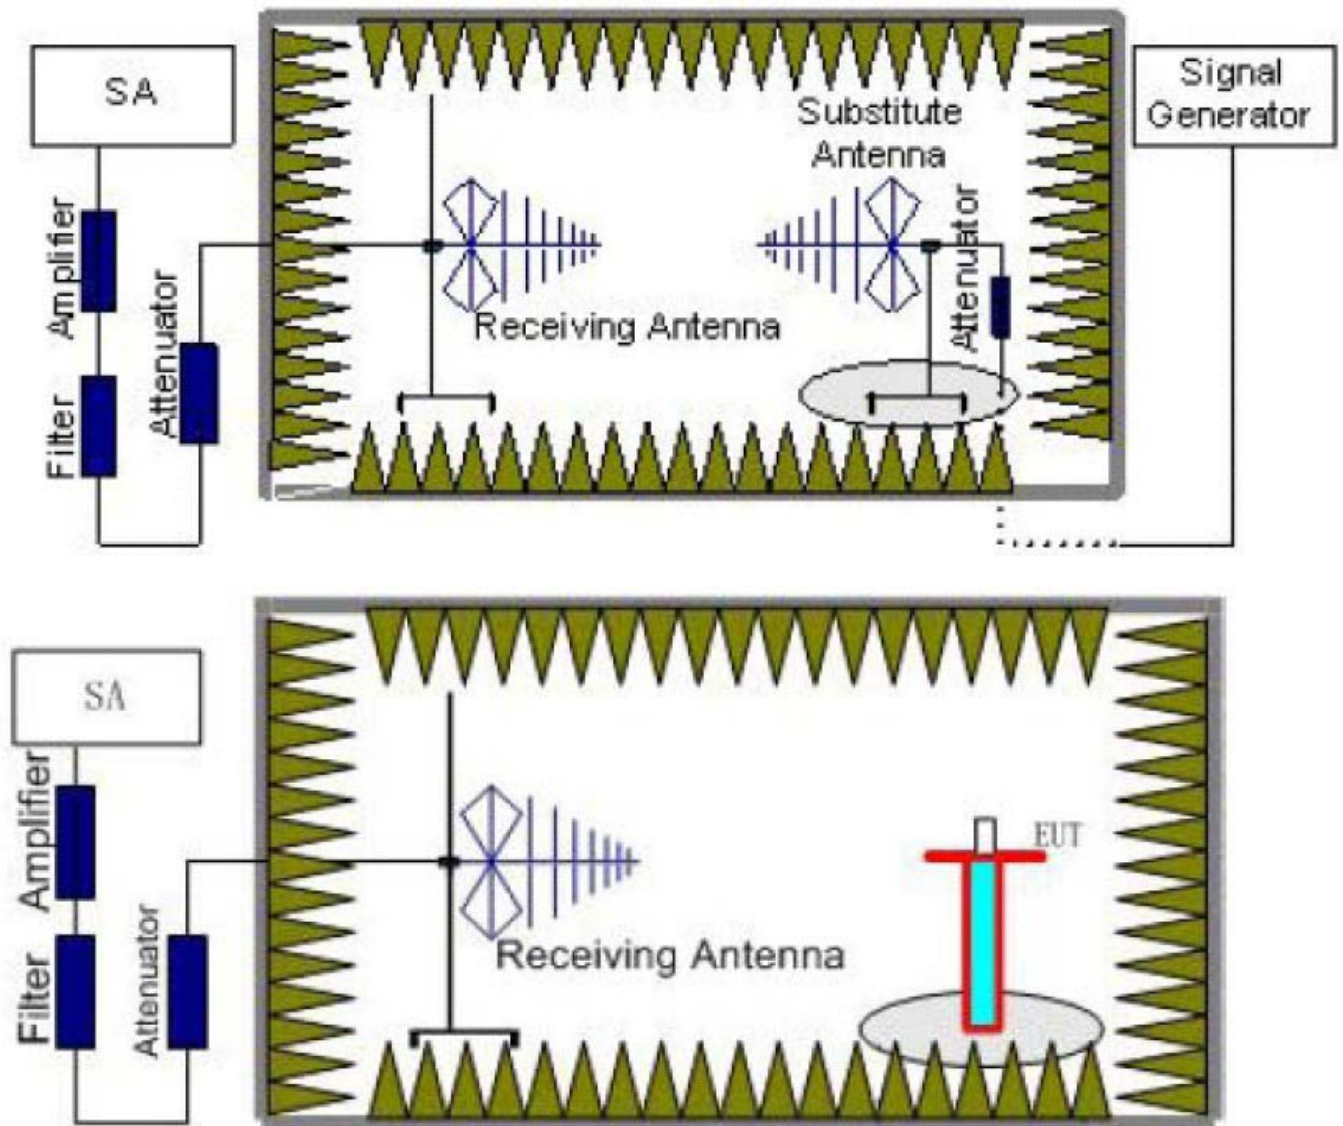 SA
Signal
Generator
Substitute
Antenna
Amplifier
Attenuator
Attenuator
Receiving Antenna
Filter
SA
Amplifier
EUT
Receiving Antenna
Filter
Attenuator